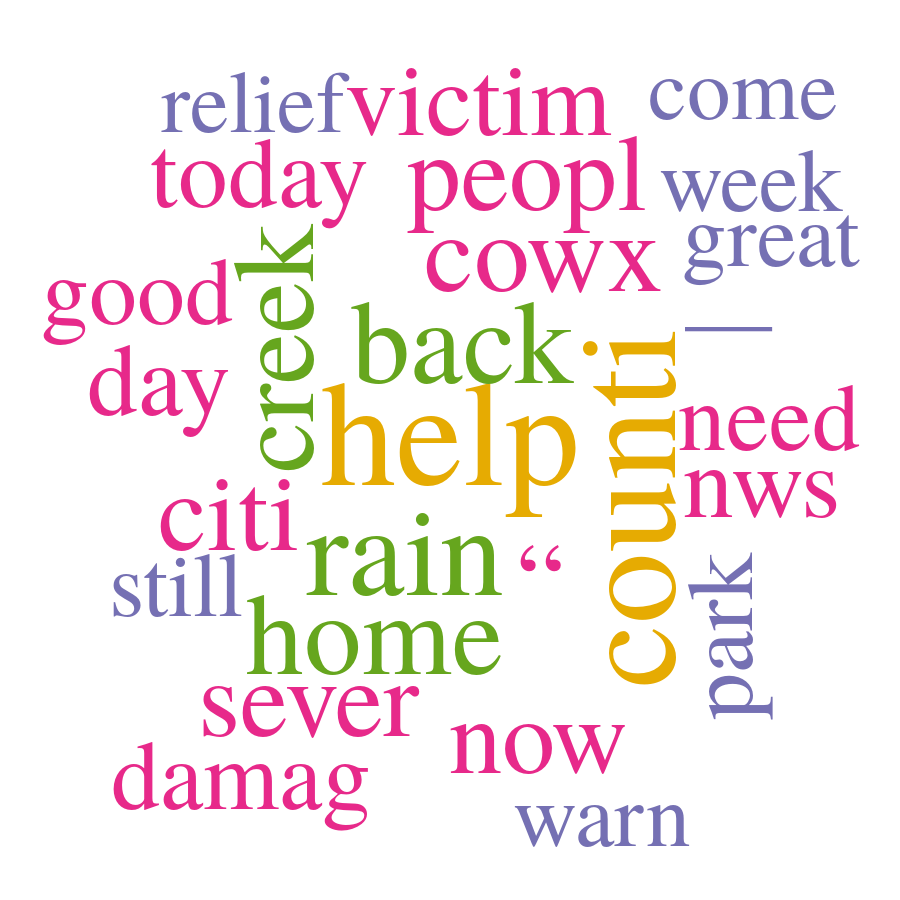 relief victim come
today peopl week
cowx great
good creek
back —
day help counti need
citi nws
rain “
still park
home
sever now
damag
warn